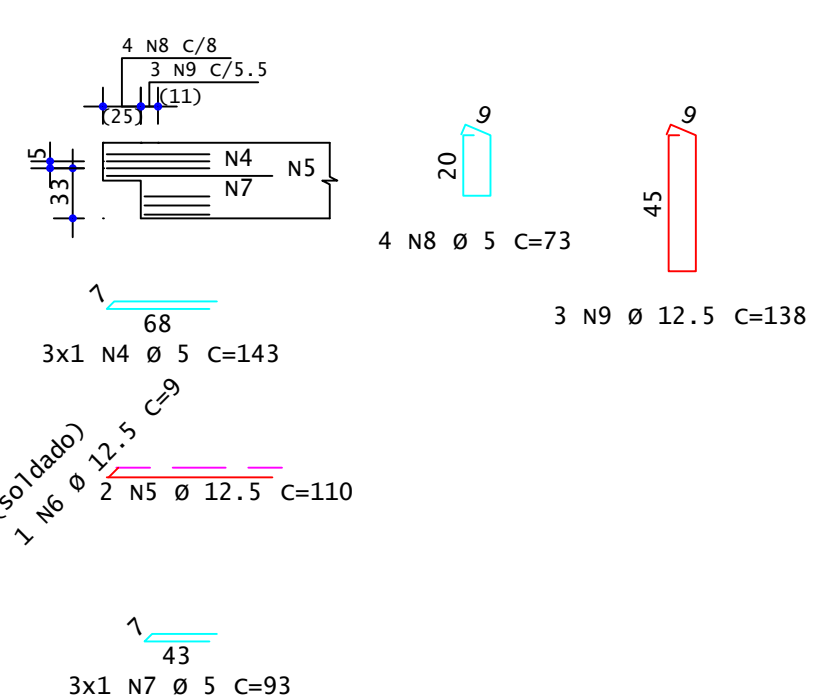 4 N8 C/8
3 N9 C/5.5
(11)
(25)
5
33
N4
N5
N7
9
20
4 N8 Ø 5 C=73
9
45
3 N9 Ø 12.5 C=138
7
68
3x1 N4 Ø 5 C=143
(soldado)
1 N6 Ø 12.5 C=9
2 N5 Ø 12.5 C=110
7
43
3x1 N7 Ø 5 C=93